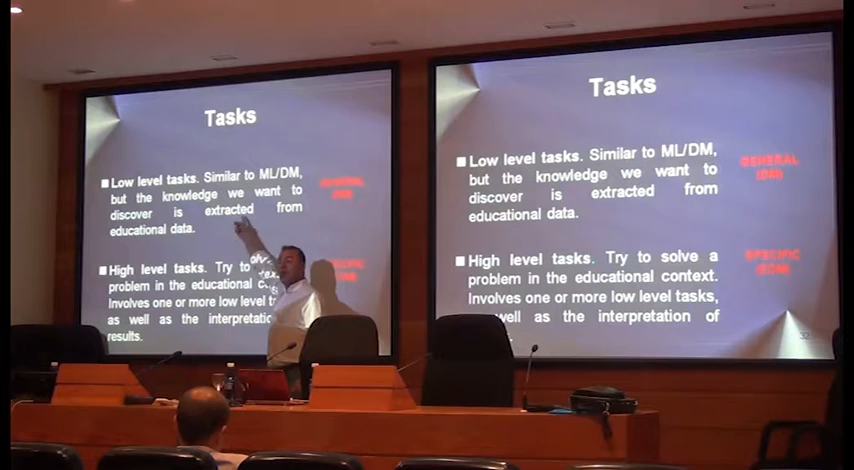 Tasks
■ Low level tasks. Similar to ML/DM,
but the knowledge we want to
discover is extracted from
educational data.
GENERAL
(DM)
■ High level tasks. Try to
problem in the educational
Involves one or more low level
as well as the interpretation
results.
SPECIFIC
Tasks
■ Low level tasks. Similar to ML/DM,
but the knowledge we want to
discover is extracted from
educational data.
GENERAL
(DM)
■ High level tasks. Try to solve a
problem in the educational context.
Involves one or more low level tasks,
well as the interpretation of
SPECIFIC
(EDM)
32